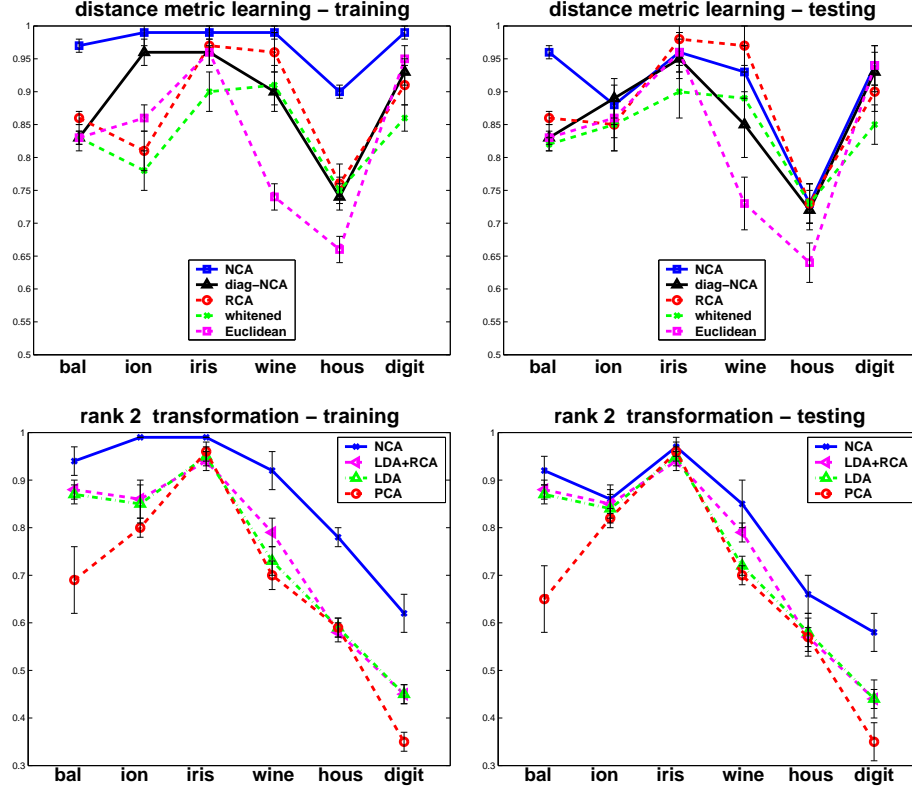 distance metric learning – training
1
0.95
0.9
0.85
0.8
0.75
0.7
0.65
0.6
0.55
0.5
NCA
diag–NCA
RCA
whitened
Euclidean
bal ion iris wine hous digit
distance metric learning – testing
1
0.95
0.9
0.85
0.8
0.75
0.7
0.65
0.6
0.55
0.5
NCA
diag–NCA
RCA
whitened
Euclidean
bal ion iris wine hous digit
rank 2 transformation – training
1
0.9
0.8
0.7
0.6
0.5
0.4
0.3
NCA
LDA+RCA
LDA
PCA
bal ion iris wine hous digit
rank 2 transformation – testing
1
0.9
0.8
0.7
0.6
0.5
0.4
0.3
NCA
LDA+RCA
LDA
PCA
bal ion iris wine hous digit